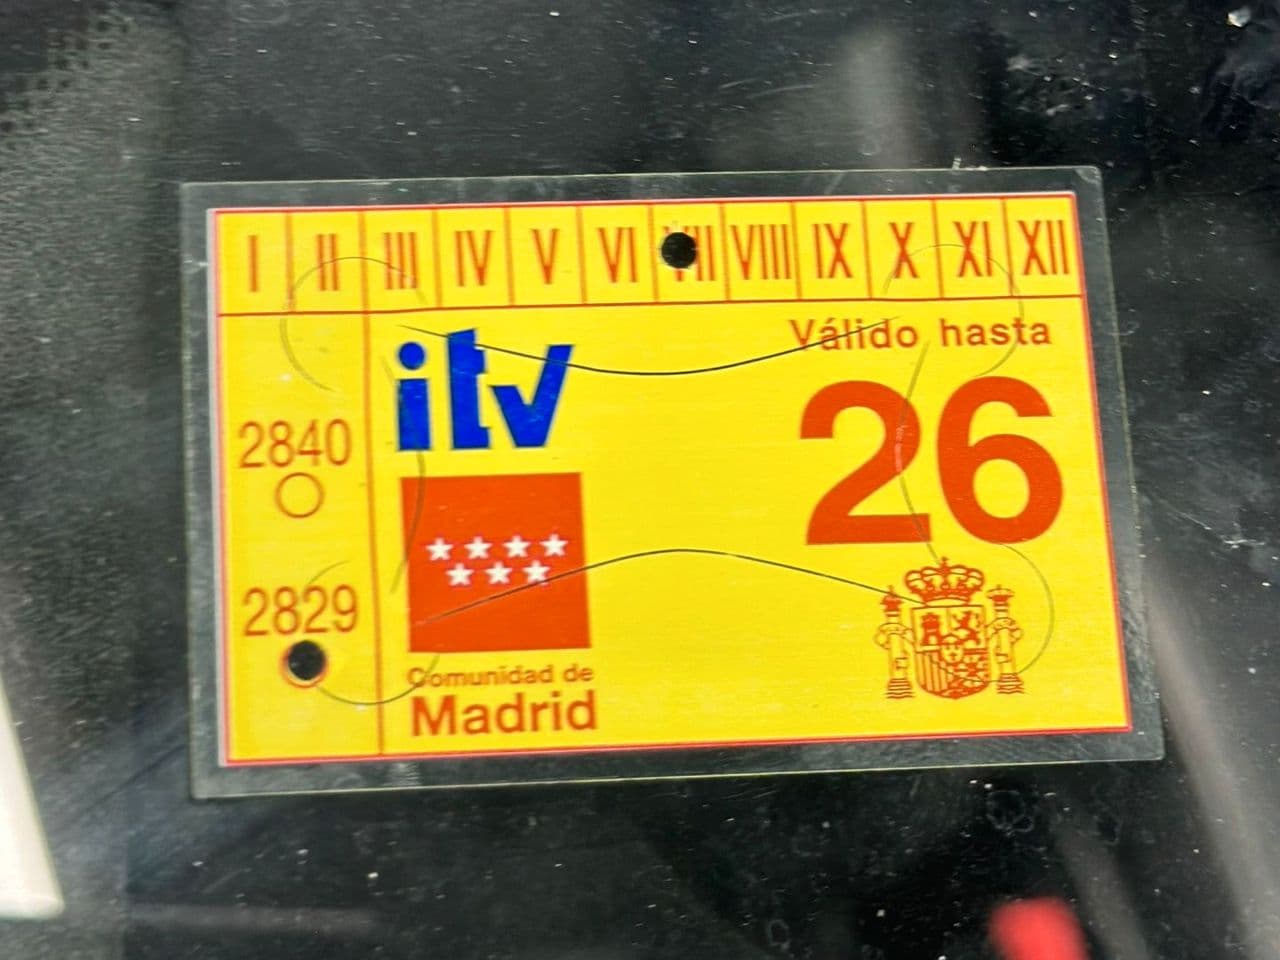 I II III IV V VI VII VIII IX X XI XII
itv
Válido hasta
26
2840
2829
Comunidad de
Madrid